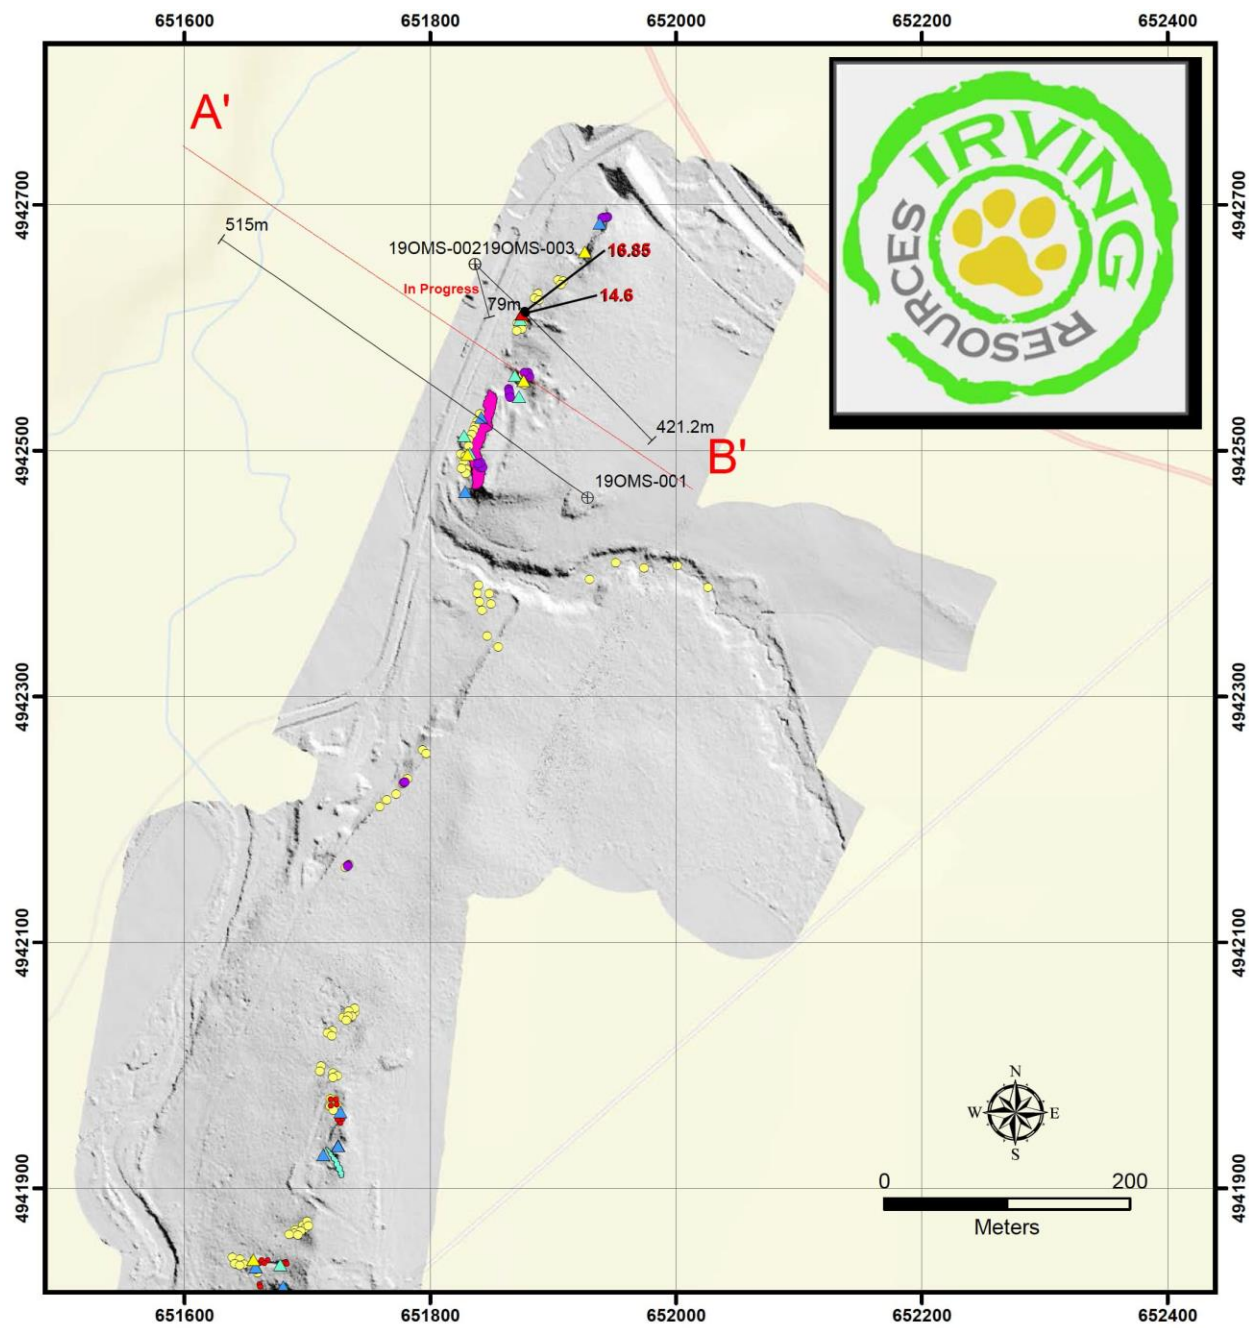 651600 651800 652000 652200 652400
A'
IRVING
RESOURCES
4942700 4942700
515m
19OMS-002 19OMS-003
16.85
In Progress
14.6
79m
421.2m
B'
4942500 4942500
19OMS-001
4942300 4942300
4942100 4942100
N
W E
S
4941900 4941900
0 200
Meters
651600 651800 652000 652200 652400